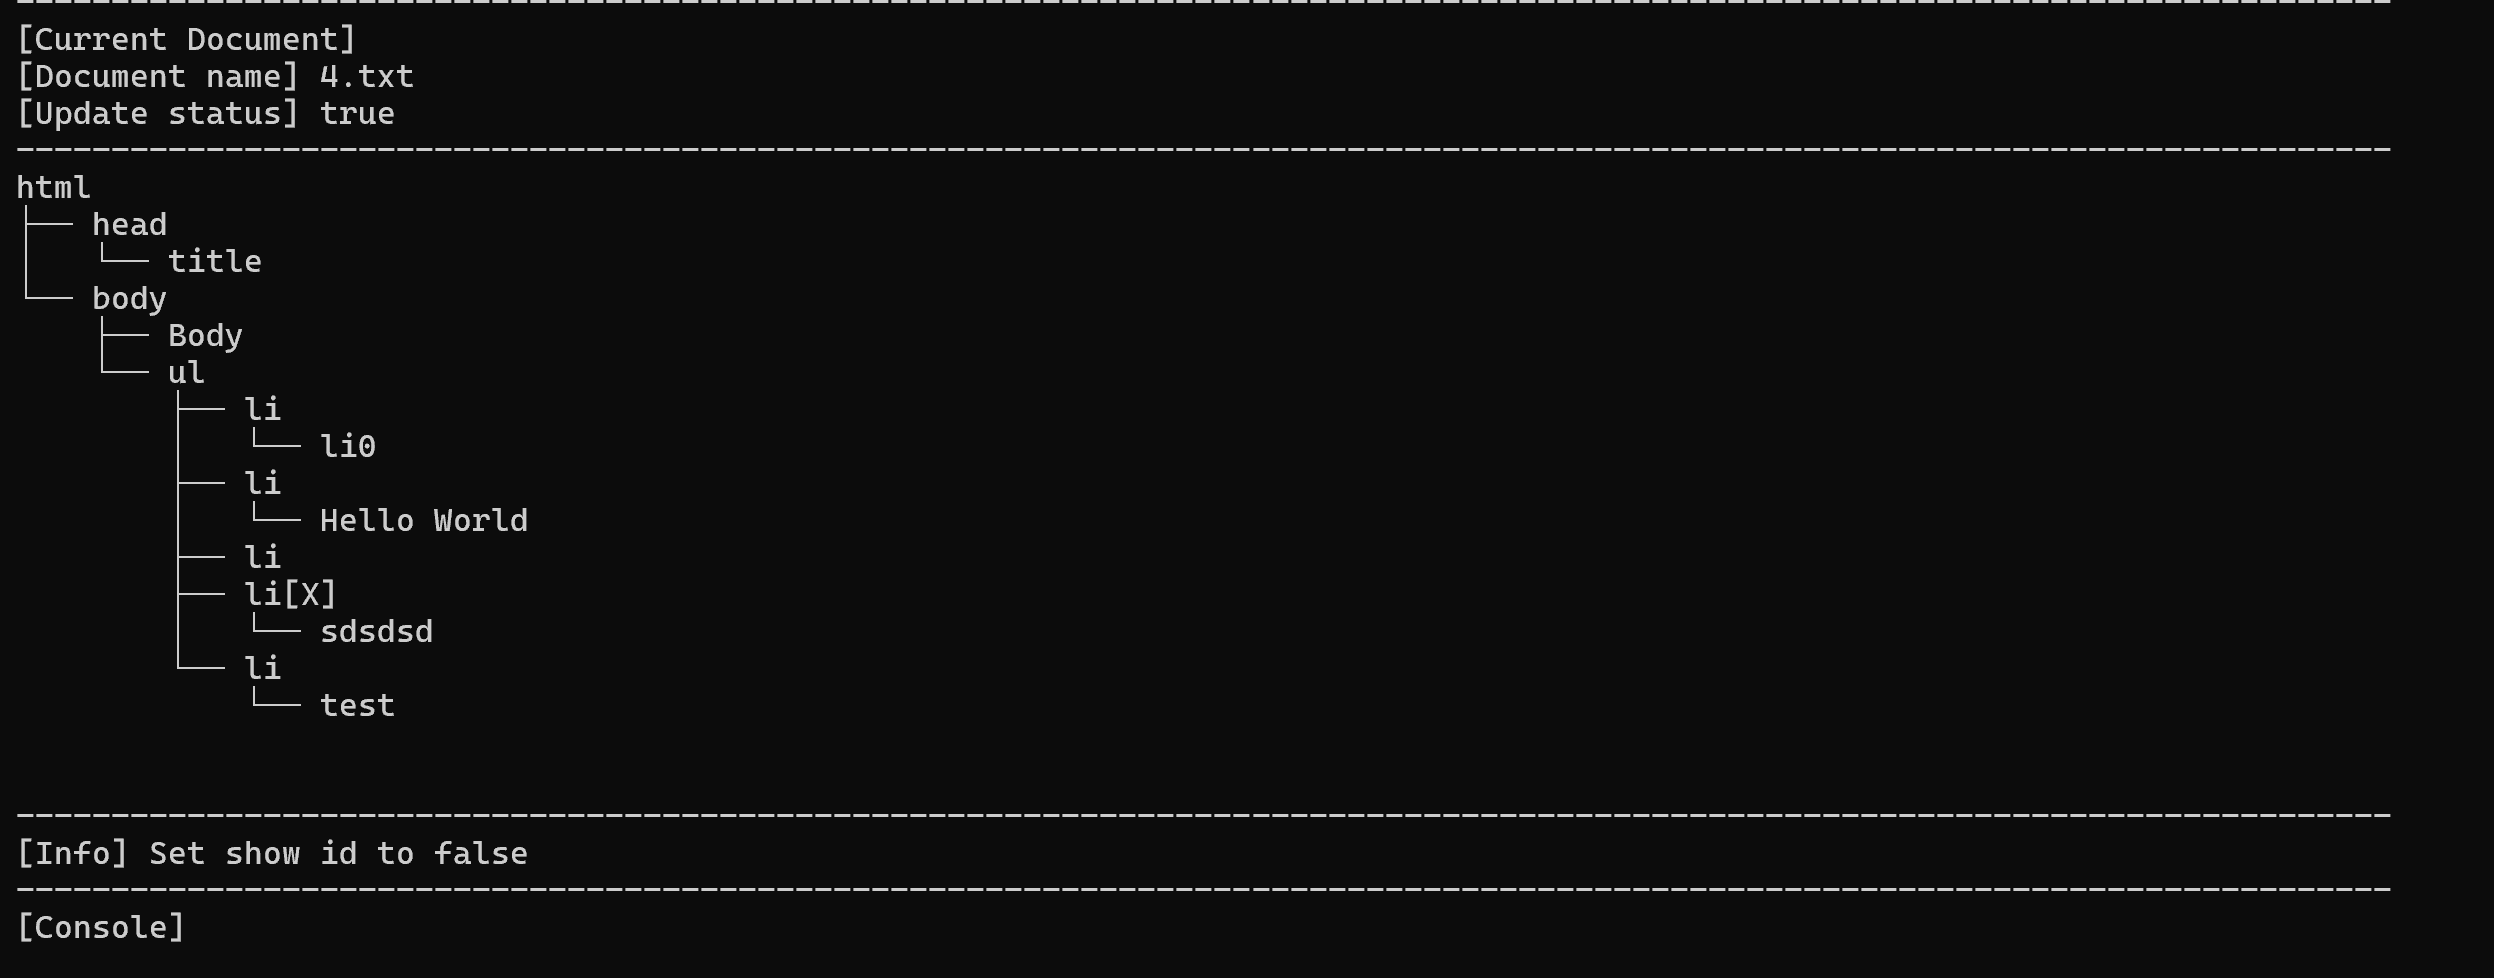 [Current Document]
[Document name] 4.txt
[Update status] true
html
├── head
│   └── title
└── body
    ├── Body
    └── ul
        ├── li
        │   └── li0
        ├── li
        │   └── Hello World
        ├── li
        ├── li[X]
        │   └── sdsdsd
        └── li
            └── test
[Info] Set show id to false
[Console]